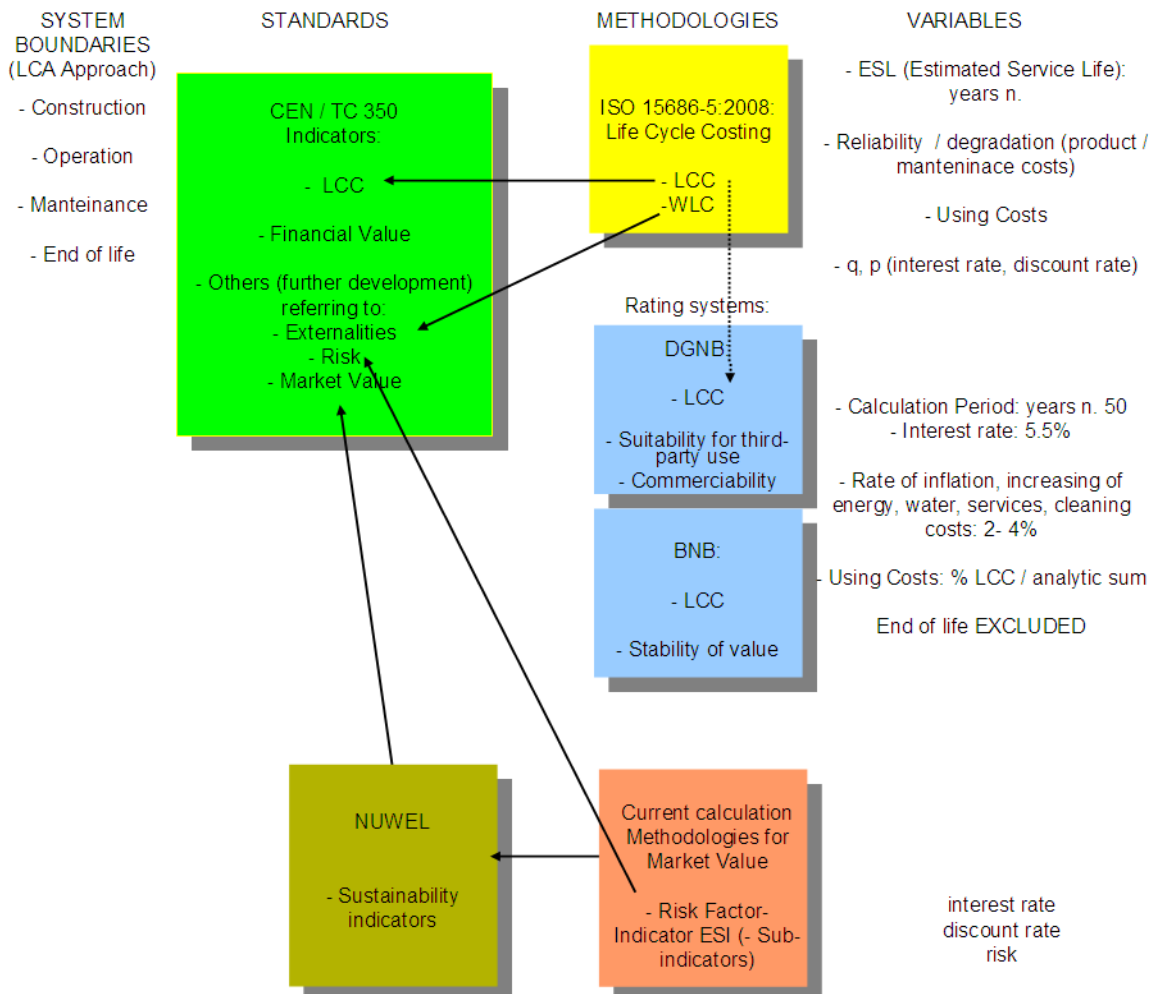 SYSTEM
BOUNDARIES
(LCA Approach)
- Construction
- Operation
- Manteinance
- End of life
STANDARDS
CEN / TC 350
Indicators:
- LCC
- Financial Value
- Others (further development)
referring to:
- Externalities
- Risk
- Market Value
NUWEL
- Sustainability
indicators
METHODOLOGIES
ISO 15686-5:2008:
Life Cycle Costing
- LCC
-WLC
Rating systems:
DGNB:
- LCC
- Suitability for third-
party use
- Commerciability
BNB:
- LCC
- Stability of value
Current calculation
Methodologies for
Market Value
- Risk Factor-
Indicator ESI (- Sub-
indicators)
VARIABLES
- ESL (Estimated Service Life):
years n.
- Reliability / degradation (product /
manteninace costs)
- Using Costs
- q, p (interest rate, discount rate)
- Calculation Period: years n. 50
- Interest rate: 5.5%
- Rate of inflation, increasing of
energy, water, services, cleaning
costs: 2- 4%
- Using Costs: % LCC / analytic sum
End of life EXCLUDED
interest rate
discount rate
risk